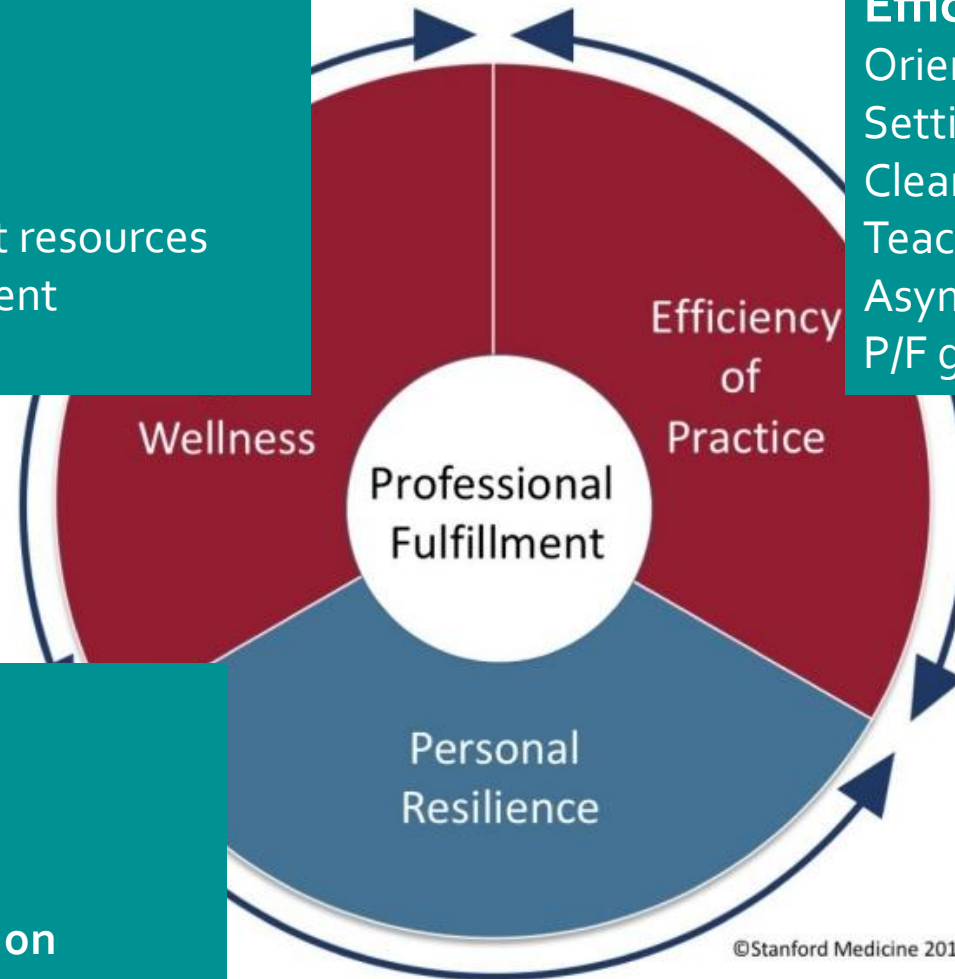 t resources
ent
Orien
Setti
Clear
Teac
Asyn
P/F g
Wellness
Efficiency
of
Practice
Professional
Fulfillment
Personal
Resilience
on
©Stanford Medicine 201